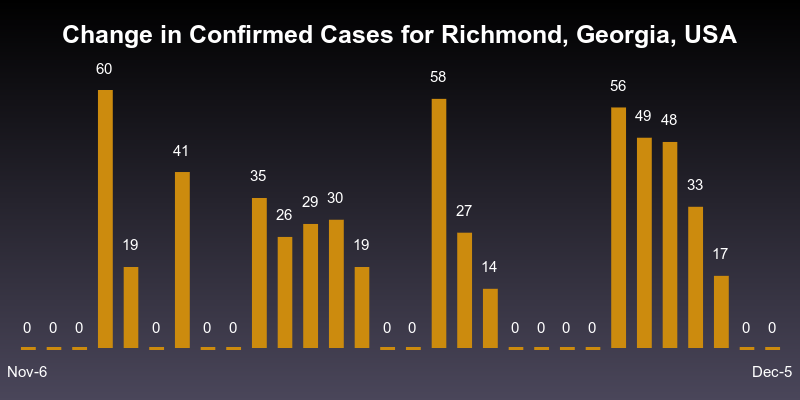 Change in Confirmed Cases for Richmond, Georgia, USA
0 0 0 60 19 0 41 0 0 35 26 29 30 19 0 0 58 27 14 0 0 0 0 56 49 48 33 17 0 0
Nov-6 Dec-5